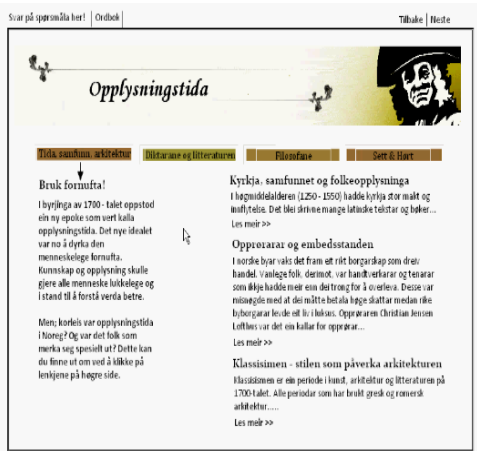 Svar på spørsmåla her! Ordbok Tilbake Neste
Opplysningstida
Tida, samfunn, arkitektur Diktarane og litteraturen Filosofane Sett & Hørt
Bruk fornufta!
I byrjinga av 1700 - talet oppstod
ein ny epoke som vert kalla
opplysningstida. Det nye idealet
var no å dyrka den
menneskelege fornufta.
Kunnskap og opplysning skulle
gjere alle menneske lukkelege og
i stand til å forstå verda betre.
Men; korleis var opplysningstida
i Noreg? Og var det folk som
merka seg spesielt ut? Dette kan
du finne ut om ved å klikke på
lenkjene på høgre side.
Kyrkja, samfunnet og folkeopplysninga
I høgmiddelalderen (1250 - 1550) hadde kyrkja stor makt og
innflytelse. Det blei skrivne mange latinske tekstar og bøker...
Les meir >>
Opprørarar og embedsstanden
I norske byar vaks det fram eit rikt borgarskap som dreiv
handel. Vanlege folk, derimot, var handtverkarar og tenarar
som ikkje hadde meir enn dei trong for å overleva. Desse var
misnøgde med dei måtte betala høge skattar medan rike
byborgarar levde eit liv i luksus. Opprøraren Christian Jensen
Lofthus var det ein kallar for opprørar...
Les meir >>
Klassisimen - stilen som påverka arkitekturen
Klassisismen er ein periode i kunst, arkitektur og litteraturen på
1700-talet. Alle periodar som har brukt gresk og romersk
arkitektur.....
Les meir >>